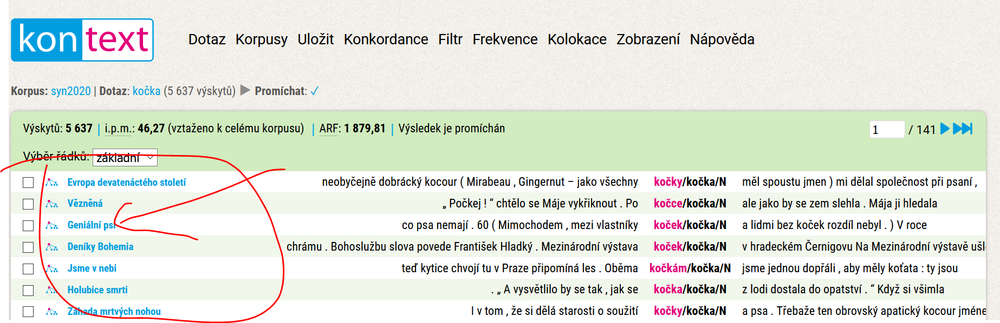 kontext Dotaz Korpusy Uložit Konkordance Filtr Frekvence Kolokace Zobrazení Nápověda
Korpus: syn2020 | Dotaz: kočka (5 637 výskytů) Promíchat: ✓
Výskytů: 5 637 | i.p.m.: 46,27 (vztaženo k celému korpusu) | ARF: 1 879,81 | Výsledek je promíchán 1 / 141
Výběr řádků: základní
Evropa devatenáctého století neobyčejně dobrácký kocour ( Mirabeau , Gingernut – jako všechny kočky/kočka/N měl spoustu jmen ) mi dělal společnost při psaní ,
Vězněná „ Počkej ! “ chtělo se Máje vykřiknout . Po kočce/kočka/N ale jako by se zem slehla . Mája ji hledala
Geniální psi co psa nemají . 60 ( Mimochodem , mezi vlastníky koček/kočka/N a lidmi bez koček rozdíl nebyl . ) V roce
Deníky Bohemia chrámu . Bohoslužbu slova povede František Hladký . Mezinárodní výstava koček/kočka/N v hradeckém Černigovu Na Mezinárodní výstavě ušl
Jsme v nebi teď kytice chvojí tu v Praze připomíná les . Oběma kočkám/kočka/N jsme jednou dopřáli , aby měly koťata : ty jsou
Holubice smrti . „ A vysvětlilo by se tak , jak se kočka/kočka/N z lodi dostala do opatství . “ Když si všimla
Záhada mrtvých nohou I v tom , že si dělá starosti o soužití kočky/kočka/N a psa . Třebaže ten obrovský apatický kocour jméne